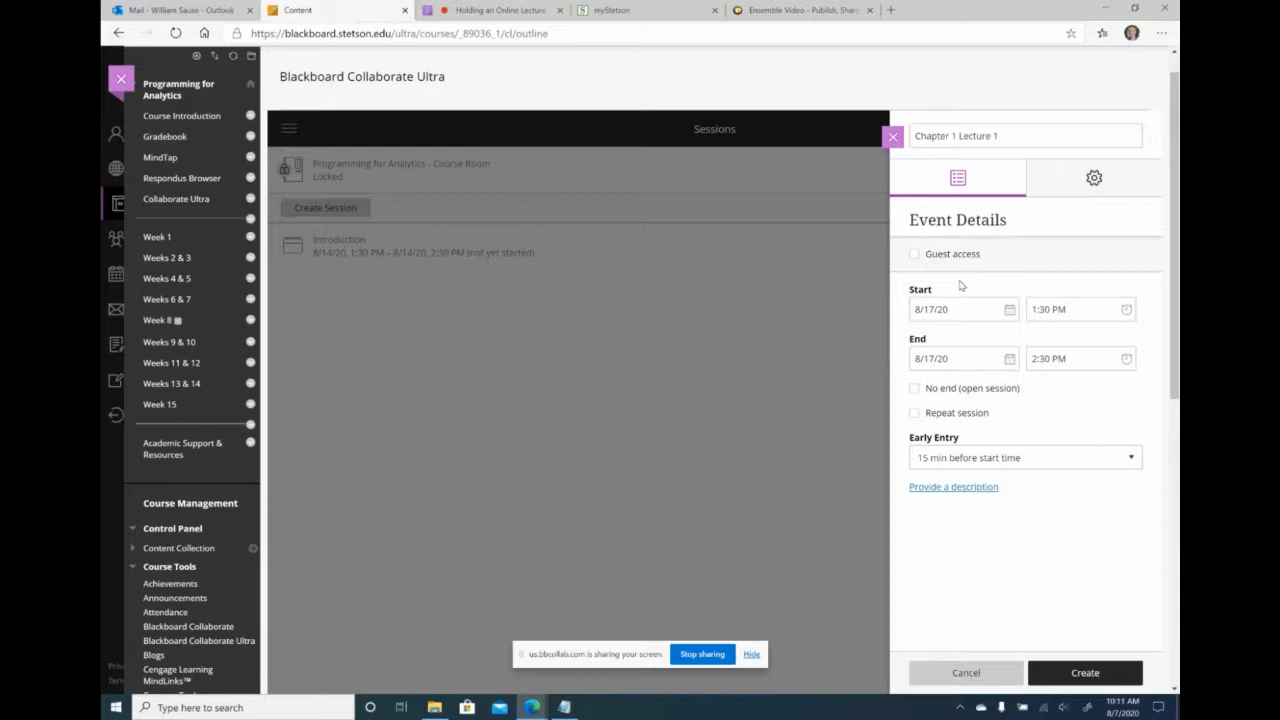 Mail - William Sause - Outlook
Content
Holding an Online Lecture
myStetson
Ensemble Video - Publish, Share
https://blackboard.stetson.edu/ultra/courses/_89036_1/cl/outline
Programming for
Analytics
Course Introduction
Gradebook
MindTap
Respondus Browser
Collaborate Ultra
Week 1
Weeks 2 & 3
Weeks 4 & 5
Weeks 6 & 7
Week 8
Weeks 9 & 10
Weeks 11 & 12
Weeks 13 & 14
Week 15
Academic Support &
Resources
Course Management
Control Panel
Content Collection
Course Tools
Achievements
Announcements
Attendance
Blackboard Collaborate
Blackboard Collaborate Ultra
Blogs
Cengage Learning
MindLinks™
Priv
Term
Blackboard Collaborate Ultra
Sessions
Programming for Analytics - Course Room
Locked
Create Session
Introduction
8/14/20, 1:30 PM – 8/14/20, 2:30 PM (not yet started)
Chapter 1 Lecture 1
Event Details
Guest access
Start
8/17/20 1:30 PM
End
8/17/20 2:30 PM
No end (open session)
Repeat session
Early Entry
15 min before start time
Provide a description
Cancel Create
us.bbcollab.com is sharing your screen. Stop sharing Hide
Type here to search
10:11 AM
8/7/2020